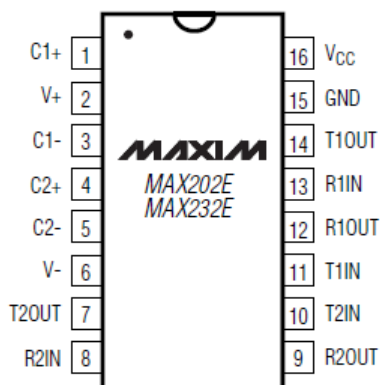 C1+ 1
V+ 2
C1- 3
C2+ 4
C2- 5
V- 6
T2OUT 7
R2IN 8
MAXIM
MAX202E
MAX232E
16 VCC
15 GND
14 T1OUT
13 R1IN
12 R1OUT
11 T1IN
10 T2IN
9 R2OUT